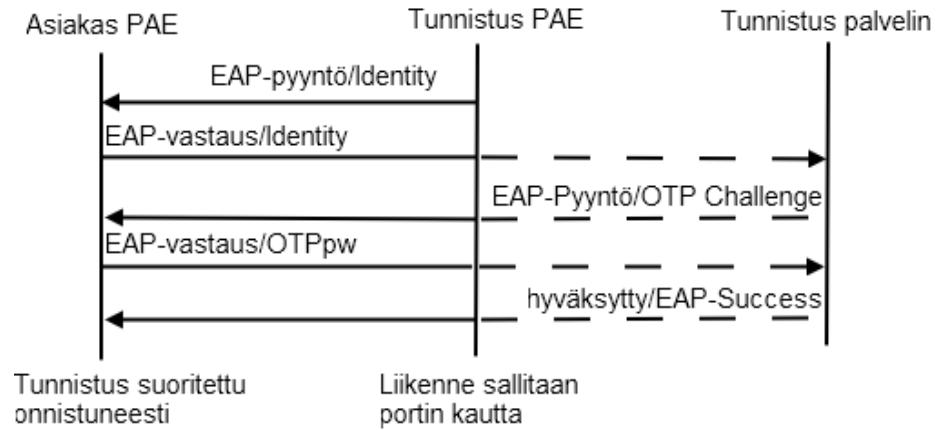 Asiakas PAE
Tunnistus PAE
Tunnistus palvelin
EAP-pyyntö/Identity
EAP-vastaus/Identity
EAP-Pyyntö/OTP Challenge
EAP-vastaus/OTPpw
hyväksytty/EAP-Success
Tunnistus suoritettu
onnistuneesti
Liikenne sallitaan
portin kautta